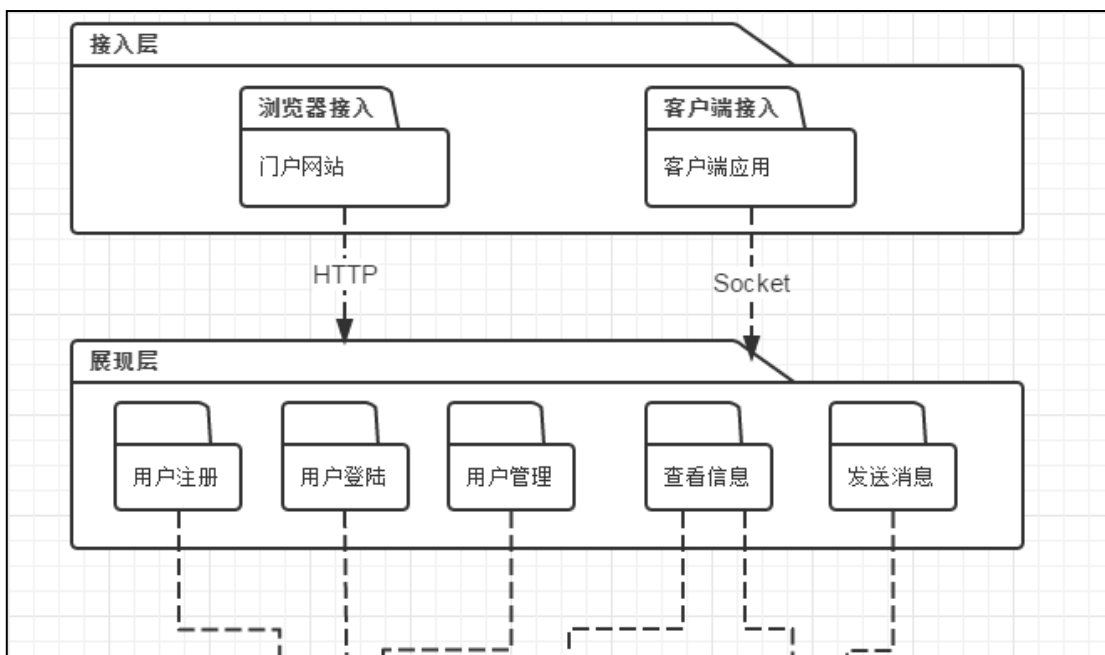 接入层
浏览器接入
客户端接入
门户网站
客户端应用
HTTP
Socket
展现层
用户注册
用户登陆
用户管理
查看信息
发送消息